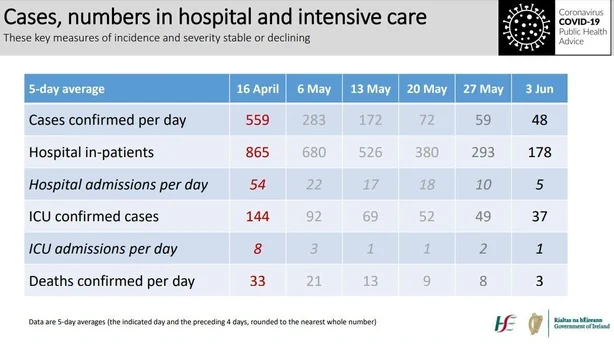 Cases, numbers in hospital and intensive care
These key measures of incidence and severity stable or declining
Coronavirus
COVID-19
Public Health
Advice
5-day average 16 April 6 May 13 May 20 May 27 May 3 Jun
Cases confirmed per day 559 283 172 72 59 48
Hospital in-patients 865 680 526 380 293 178
Hospital admissions per day 54 22 17 18 10 5
ICU confirmed cases 144 92 69 52 49 37
ICU admissions per day 8 3 1 1 2 1
Deaths confirmed per day 33 21 13 9 8 3
Data are 5-day averages (the indicated day and the preceding 4 days, rounded to the nearest whole number)
Rialtas na hÉireann
Government of Ireland